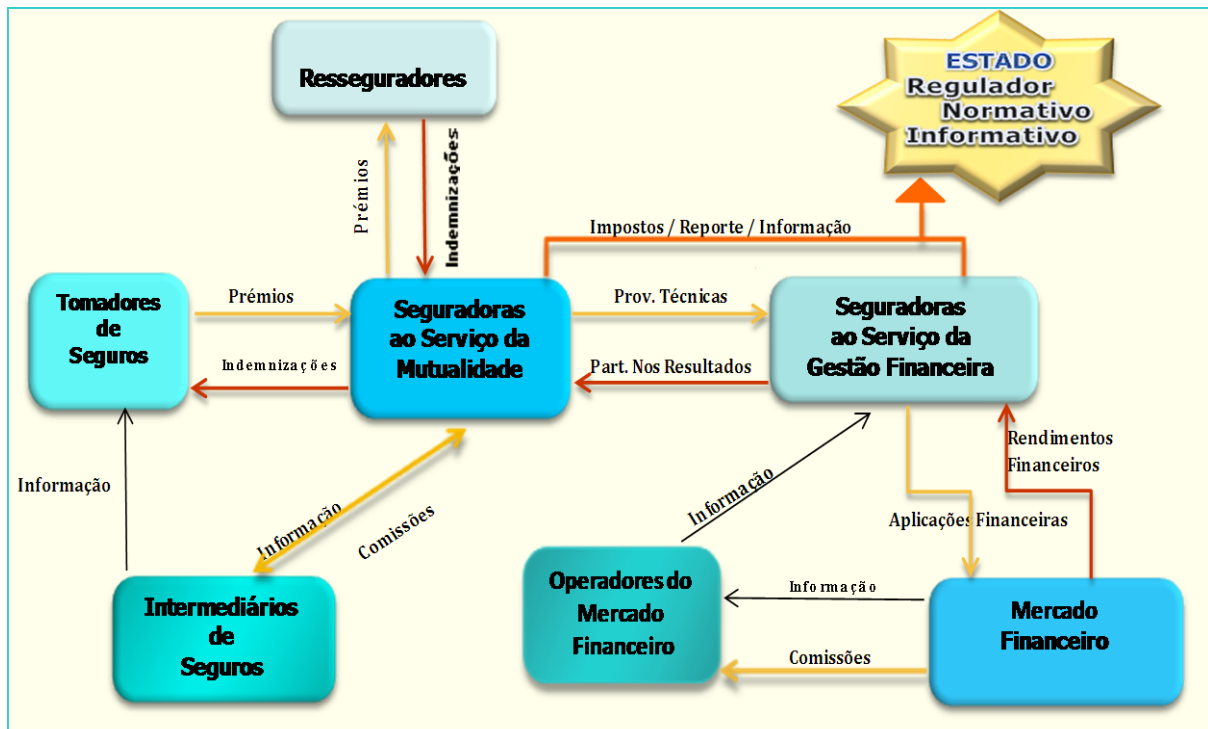 Resseguradores
ESTADO
Regulador
Normativo
Informativo
Prémios
Indemnizações
Impostos / Reporte / Informação
Tomadores
de
Seguros
Prémios
Indemnizações
Seguradoras
ao Serviço da
Mutualidade
Prov. Técnicas
Part. Nos Resultados
Seguradoras
ao Serviço da
Gestão Financeira
Informação
Informação
Comissões
Informação
Rendimentos
Financeiros
Aplicações Financeiras
Intermediários
de
Seguros
Operadores do
Mercado
Financeiro
Informação
Comissões
Mercado
Financeiro